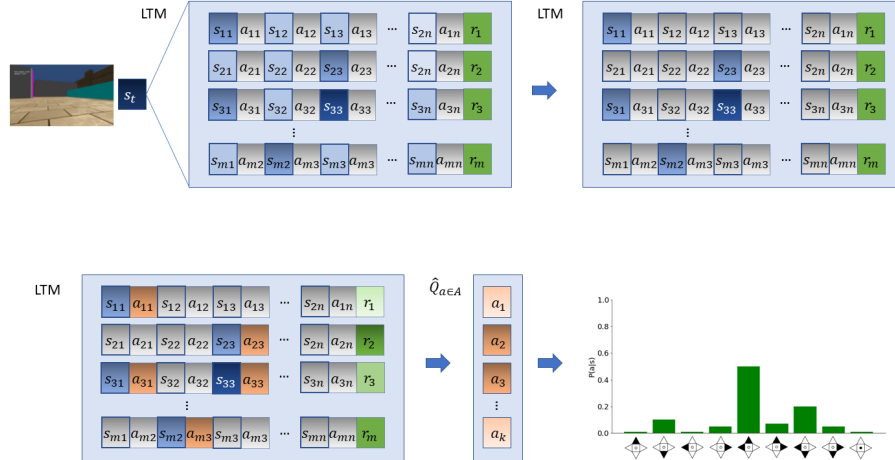 LTM
s₁₁ a₁₁ s₁₂ a₁₂ s₁₃ a₁₃ ... s₂ₙ a₁ₙ r₁
s₂₁ a₂₁ s₂₂ a₂₂ s₂₃ a₂₃ ... s₂ₙ a₂ₙ r₂
s₃₁ a₃₁ s₃₂ a₃₂ s₃₃ a₃₃ ... s₃ₙ a₃ₙ r₃
⋮
sₘ₁ aₘ₂ sₘ₂ aₘ₃ sₘ₃ aₘ₃ ... sₘₙ aₘₙ rₘ
sₜ
LTM
s₁₁ a₁₁ s₁₂ a₁₂ s₁₃ a₁₃ ... s₂ₙ a₁ₙ r₁
s₂₁ a₂₁ s₂₂ a₂₂ s₂₃ a₂₃ ... s₂ₙ a₂ₙ r₂
s₃₁ a₃₁ s₃₂ a₃₂ s₃₃ a₃₃ ... s₃ₙ a₃ₙ r₃
⋮
sₘ₁ aₘ₂ sₘ₂ aₘ₃ sₘ₃ aₘ₃ ... sₘₙ aₘₙ rₘ
LTM
s₁₁ a₁₁ s₁₂ a₁₂ s₁₃ a₁₃ ... s₂ₙ a₁ₙ r₁
s₂₁ a₂₁ s₂₂ a₂₂ s₂₃ a₂₃ ... s₂ₙ a₂ₙ r₂
s₃₁ a₃₁ s₃₂ a₃₂ s₃₃ a₃₃ ... s₃ₙ a₃ₙ r₃
⋮
sₘ₁ aₘ₂ sₘ₂ aₘ₃ sₘ₃ aₘ₃ ... sₘₙ aₘₙ rₘ
Q̂ₐ∈A
a₁
a₂
a₃
⋮
aₖ
P(a|s)
1.0
0.8
0.6
0.4
0.2
0.0